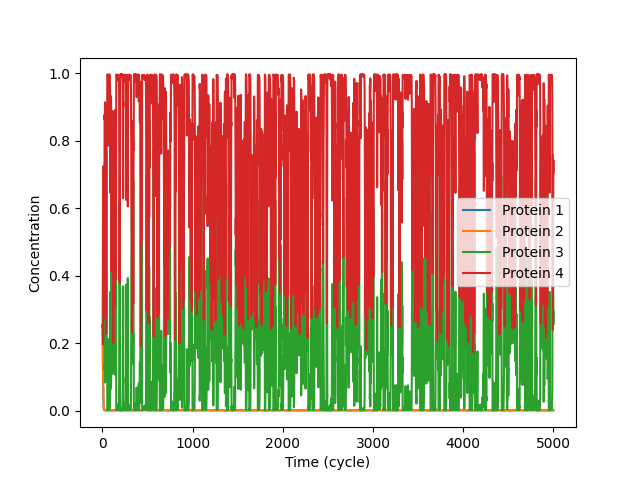 1.0
0.8
0.6
0.4
0.2
0.0
Concentration
Protein 1
Protein 2
Protein 3
Protein 4
0 1000 2000 3000 4000 5000
Time (cycle)